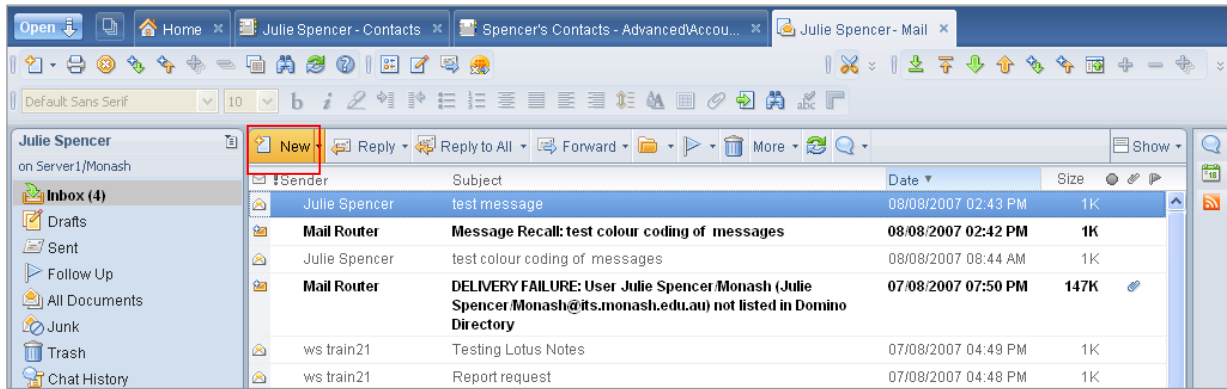 Open Home Julie Spencer - Contacts Spencer's Contacts - Advanced\Accou... Julie Spencer- Mail
Default Sans Serif 10 b i abc
Julie Spencer
on Server1/Monash
New Reply Reply to All Forward More Show
! Sender Subject Date Size
Inbox (4)
Drafts
Sent
Follow Up
All Documents
Junk
Trash
Chat History
Julie Spencer test message 08/08/2007 02:43 PM 1K
Mail Router Message Recall: test colour coding of messages 08/08/2007 02:42 PM 1K
Julie Spencer test colour coding of messages 08/08/2007 08:44 AM 1K
Mail Router DELIVERY FAILURE: User Julie Spencer/Monash (Julie 07/08/2007 07:50 PM 147K
Spencer/Monash@its.monash.edu.au) not listed in Domino
Directory
ws train21 Testing Lotus Notes 07/08/2007 04:49 PM 1K
ws train21 Report request 07/08/2007 04:48 PM 1K